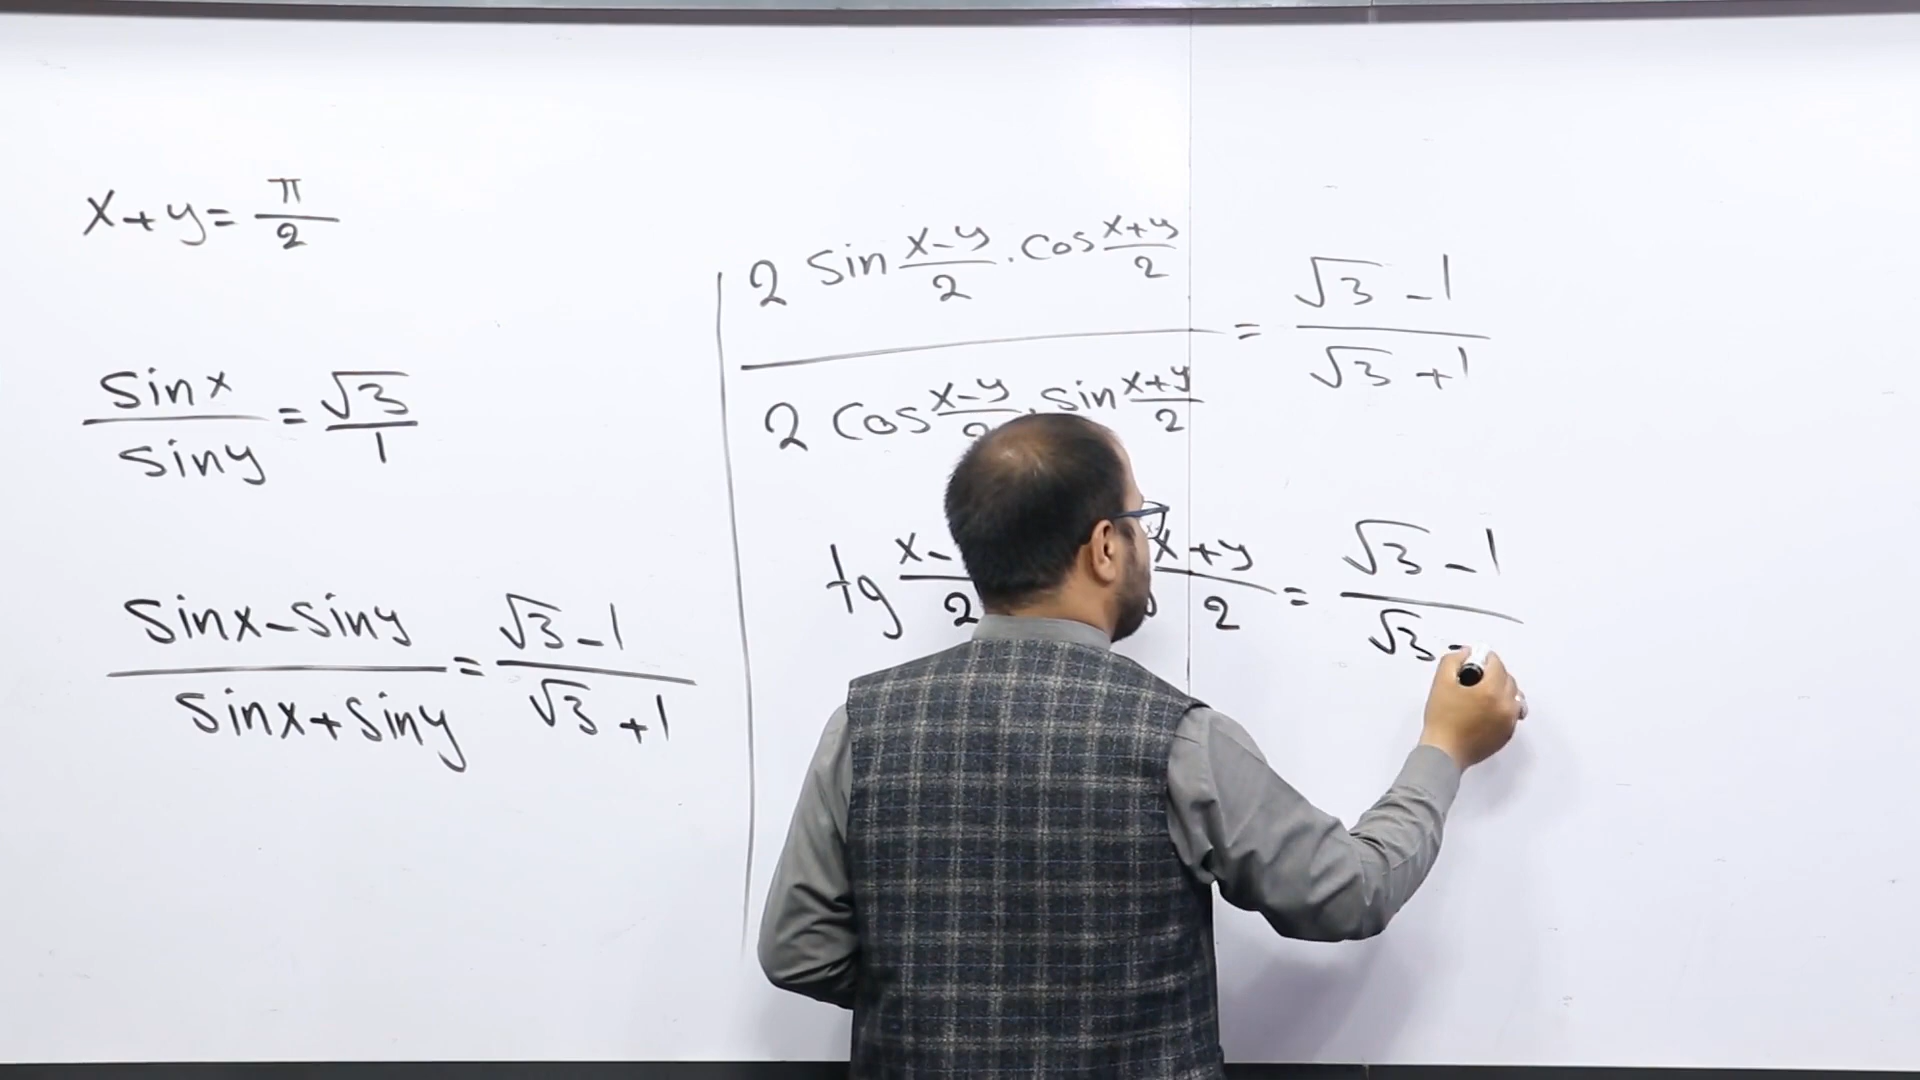 x+y=π/2
sinx/siny=√3/1
sinx-siny/sinx+siny=√3-1/√3+1
2 sin x-y/2 . cos x+y/2 / 2 cos x-y/2 . sin x+y/2 = √3-1/√3+1
tg x-/2 x+y/2 = √3-1/√3